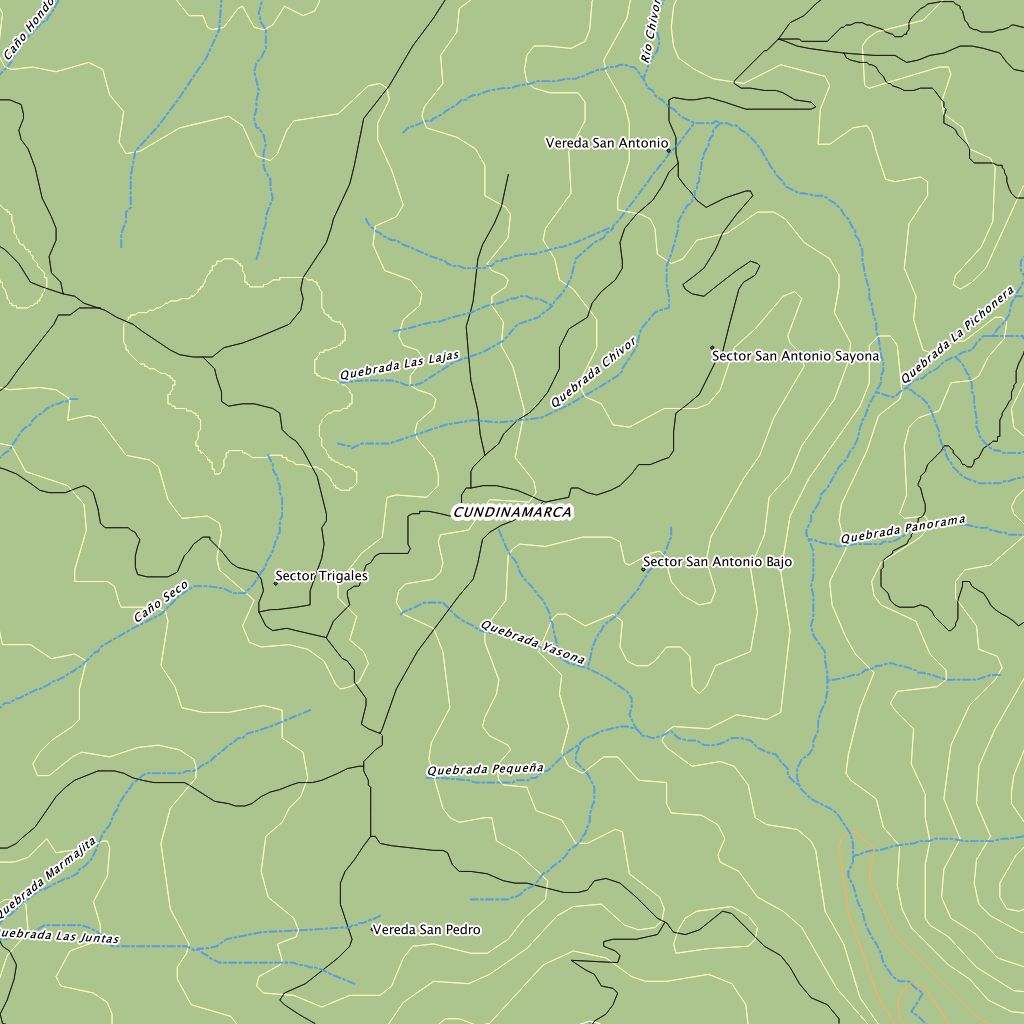 Caño Hondo
Río Chivor
Vereda San Antonio
Quebrada La Pichonera
Sector San Antonio Sayona
Quebrada Las Lajas
Quebrada Chivor
CUNDINAMARCA
Quebrada Panorama
Sector San Antonio Bajo
Sector Trigales
Caño Seco
Quebrada Yasona
Quebrada Pequeña
Quebrada Marmajita
Vereda San Pedro
Quebrada Las Juntas